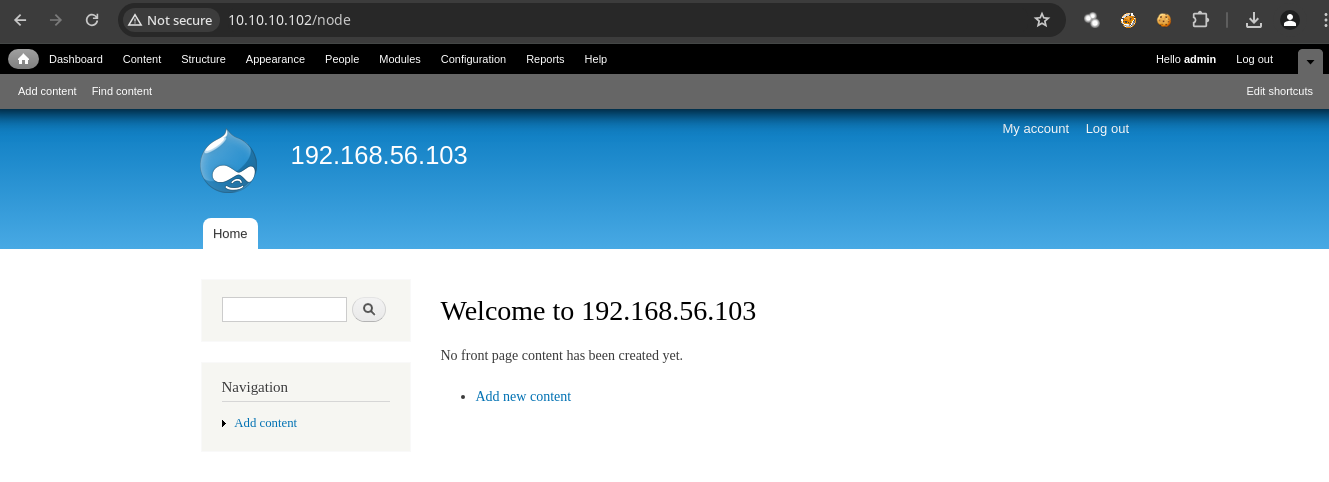 Not secure 10.10.10.102/node
Dashboard Content Structure Appearance People Modules Configuration Reports Help Hello admin Log out
Add content Find content Edit shortcuts
My account Log out
192.168.56.103
Home
Welcome to 192.168.56.103
No front page content has been created yet.
Add new content
Navigation
Add content